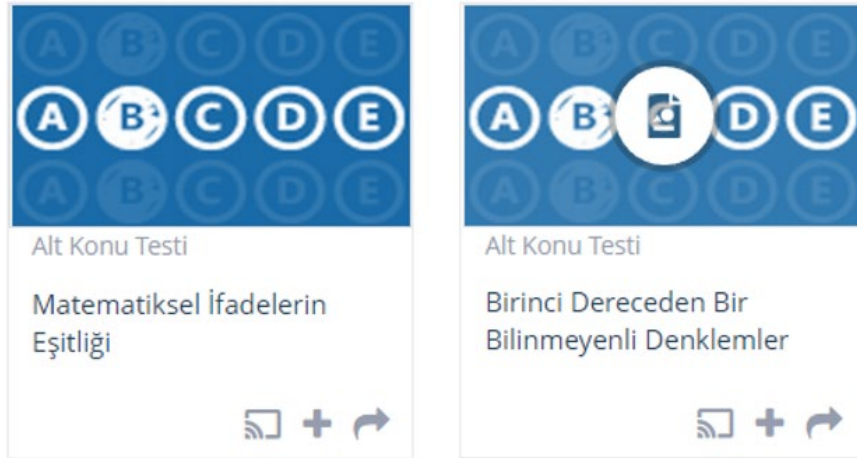 A B C D E
A B C D E
A B C D E
Alt Konu Testi
Matematiksel İfadelerin
Eşitliği
A B C D E
A B D E
A B C D E
Alt Konu Testi
Birinci Dereceden Bir
Bilinmeyenli Denklemler